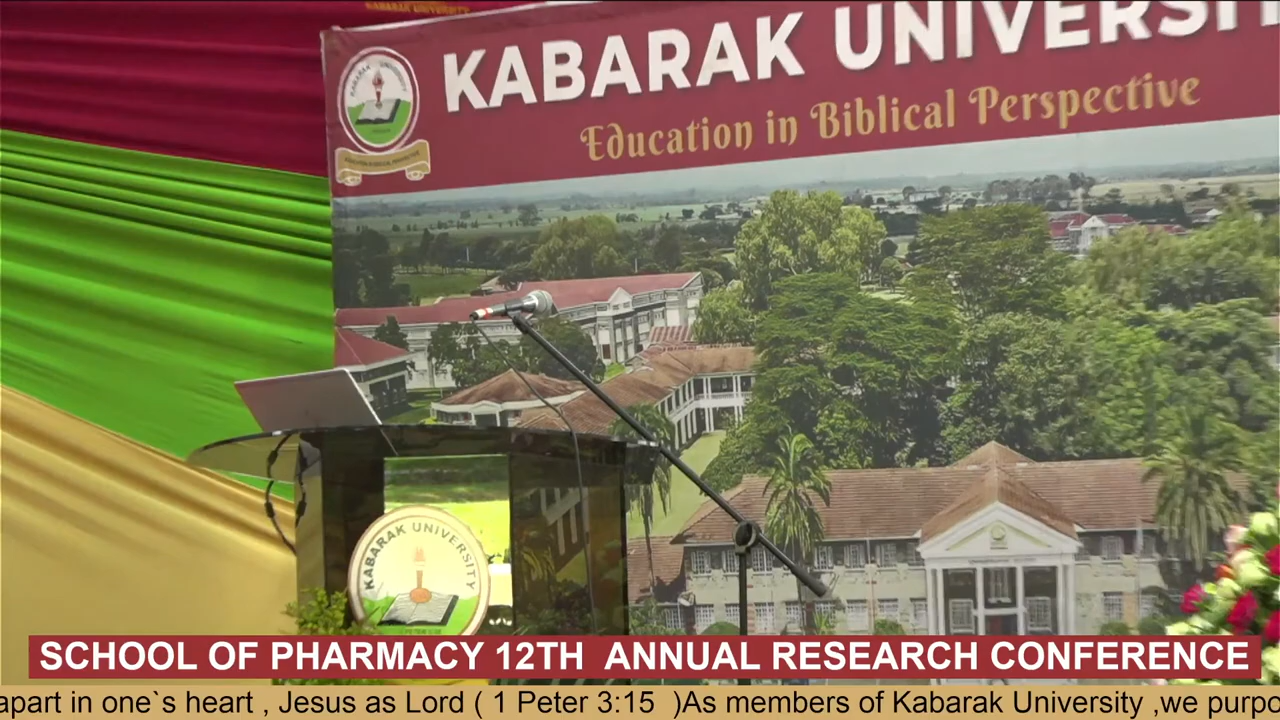 KABARAK UNIVERSIT
Education in Biblical Perspective
KABARAK UNIVERSITY
SCHOOL OF PHARMACY 12TH ANNUAL RESEARCH CONFERENCE
apart in one`s heart , Jesus as Lord ( 1 Peter 3:15 )As members of Kabarak University ,we purpo